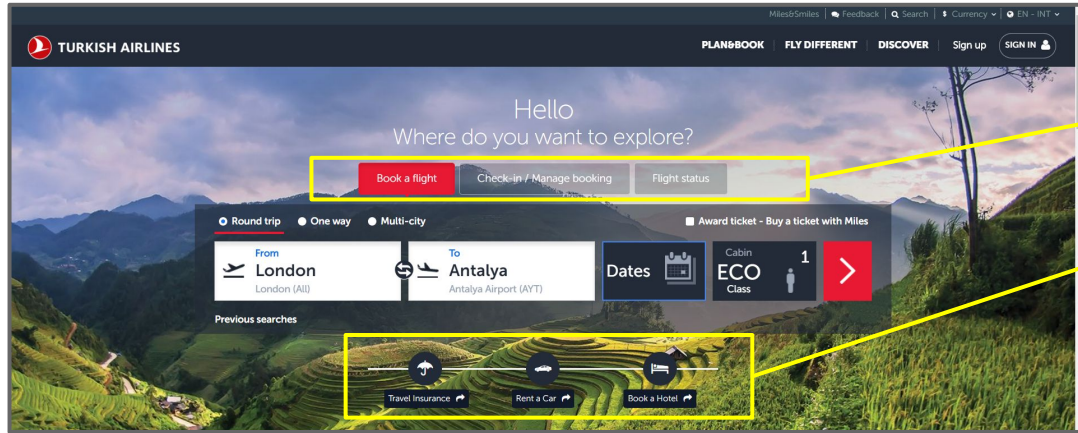 Miles&Smiles Feedback Search $ Currency EN - INT
TURKISH AIRLINES PLAN&BOOK FLY DIFFERENT DISCOVER Sign up SIGN IN
Hello
Where do you want to explore?
Book a flight Check-in / Manage booking Flight status
Round trip One way Multi-city Award ticket - Buy a ticket with Miles
From To Cabin 1
London Antalya Dates ECO
London (All) Antalya Airport (AYT) Class
Previous searches
Travel Insurance Rent a Car Book a Hotel